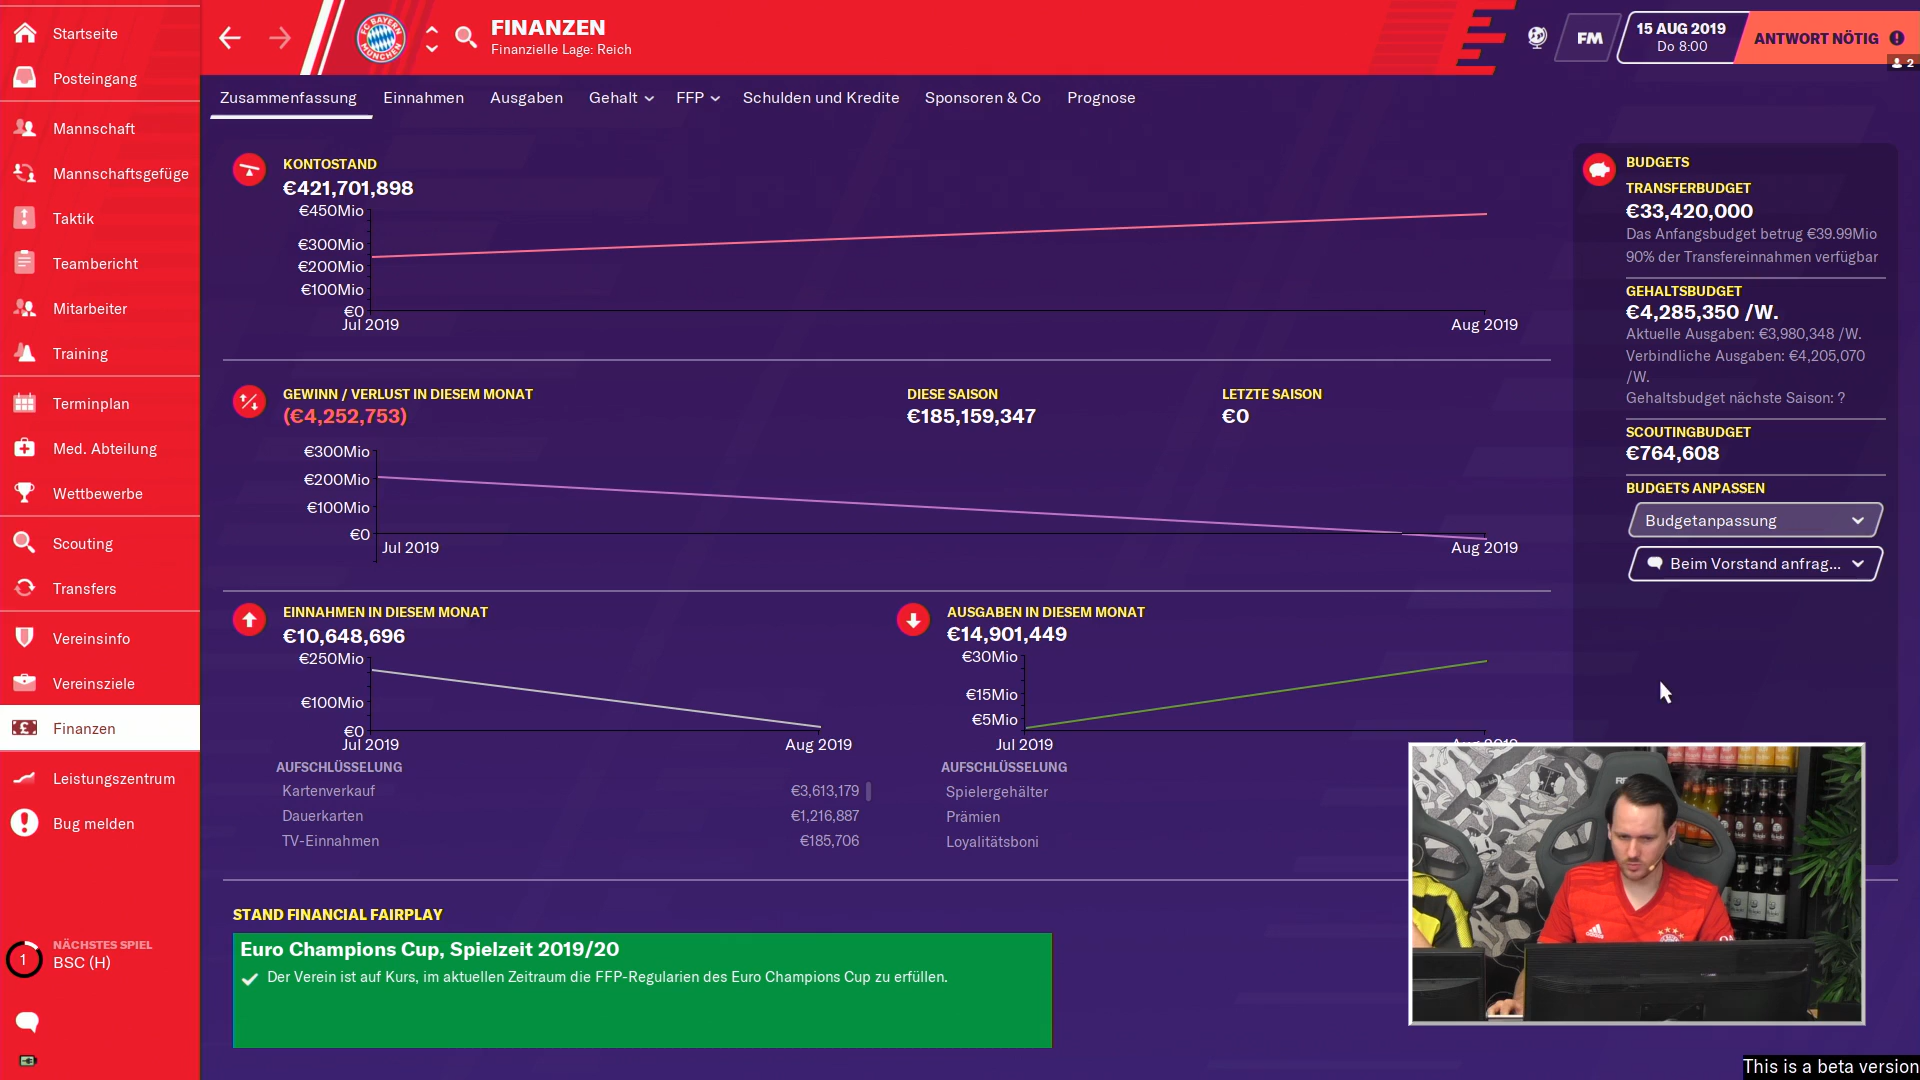 Startseite
Posteingang
Mannschaft
Mannschaftsgefüge
Taktik
Teambericht
Mitarbeiter
Training
Terminplan
Med. Abteilung
Wettbewerbe
Scouting
Transfers
Vereinsinfo
Vereinsziele
Finanzen
Leistungszentrum
Bug melden
NÄCHSTES SPIEL
1
BSC (H)
FC BAYERN MÜNCHEN
FINANZEN
Finanzielle Lage: Reich
FM
15 AUG 2019
Do 8:00
ANTWORT NÖTIG
2
Zusammenfassung Einnahmen Ausgaben Gehalt FFP Schulden und Kredite Sponsoren & Co Prognose
KONTOSTAND
€421,701,898
€450Mio
€300Mio
€200Mio
€100Mio
€0
Jul 2019 Aug 2019
GEWINN / VERLUST IN DIESEM MONAT
(€4,252,753)
DIESE SAISON
€185,159,347
LETZTE SAISON
€0
€300Mio
€200Mio
€100Mio
€0
Jul 2019 Aug 2019
EINNAHMEN IN DIESEM MONAT
€10,648,696
€250Mio
€100Mio
€0
Jul 2019 Aug 2019
AUFSCHLÜSSELUNG
Kartenverkauf €3,613,179
Dauerkarten €1,216,887
TV-Einnahmen €185,706
AUSGABEN IN DIESEM MONAT
€14,901,449
€30Mio
€15Mio
€5Mio
Jul 2019 Aug 2019
AUFSCHLÜSSELUNG
Spielergehälter
Prämien
Loyalitätsboni
STAND FINANCIAL FAIRPLAY
Euro Champions Cup, Spielzeit 2019/20
Der Verein ist auf Kurs, im aktuellen Zeitraum die FFP-Regularien des Euro Champions Cup zu erfüllen.
BUDGETS
TRANSFERBUDGET
€33,420,000
Das Anfangsbudget betrug €39.99Mio
90% der Transfereinnahmen verfügbar
GEHALTSBUDGET
€4,285,350 /W.
Aktuelle Ausgaben: €3,980,348 /W.
Verbindliche Ausgaben: €4,205,070
/W.
Gehaltsbudget nächste Saison: ?
SCOUTINGBUDGET
€764,608
BUDGETS ANPASSEN
Budgetanpassung
Beim Vorstand anfrag...
adidas
This is a beta version